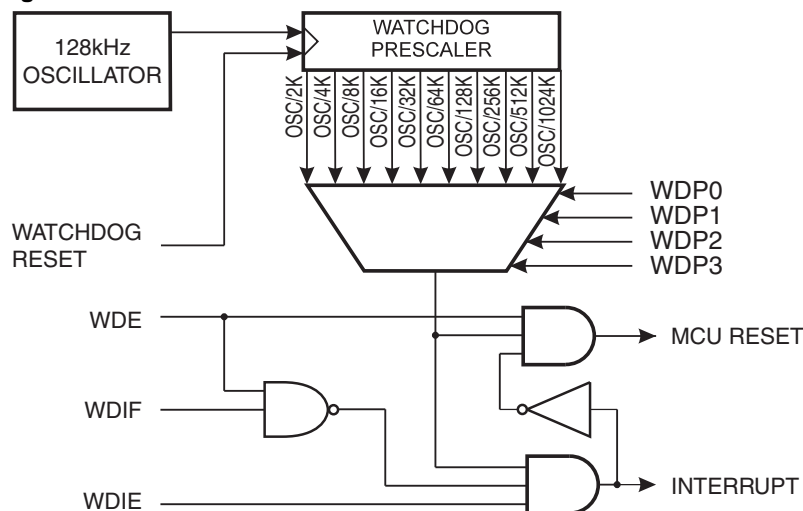 128kHz
OSCILLATOR
WATCHDOG
PRESCALER
OSC/2K
OSC/4K
OSC/8K
OSC/16K
OSC/32K
OSC/64K
OSC/128K
OSC/256K
OSC/512K
OSC/1024K
WDP0
WDP1
WDP2
WDP3
WATCHDOG
RESET
WDE
MCU RESET
WDIF
INTERRUPT
WDIE